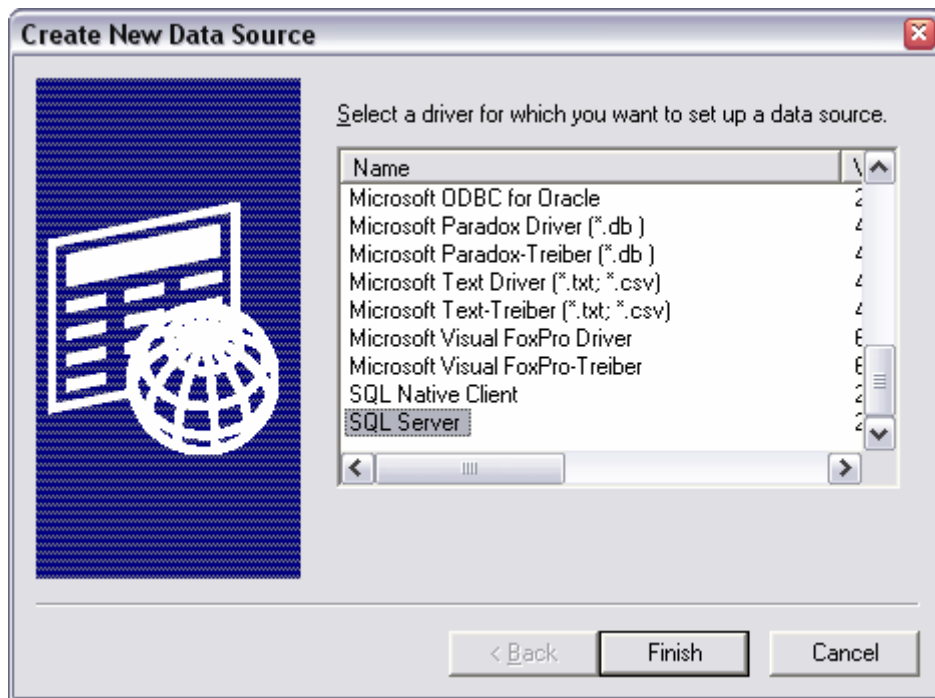 Create New Data Source
Select a driver for which you want to set up a data source.
Name
Microsoft ODBC for Oracle
Microsoft Paradox Driver (*.db )
Microsoft Paradox-Treiber (*.db )
Microsoft Text Driver (*.txt; *.csv)
Microsoft Text-Treiber (*.txt; *.csv)
Microsoft Visual FoxPro Driver
Microsoft Visual FoxPro-Treiber
SQL Native Client
SQL Server
< Back Finish Cancel